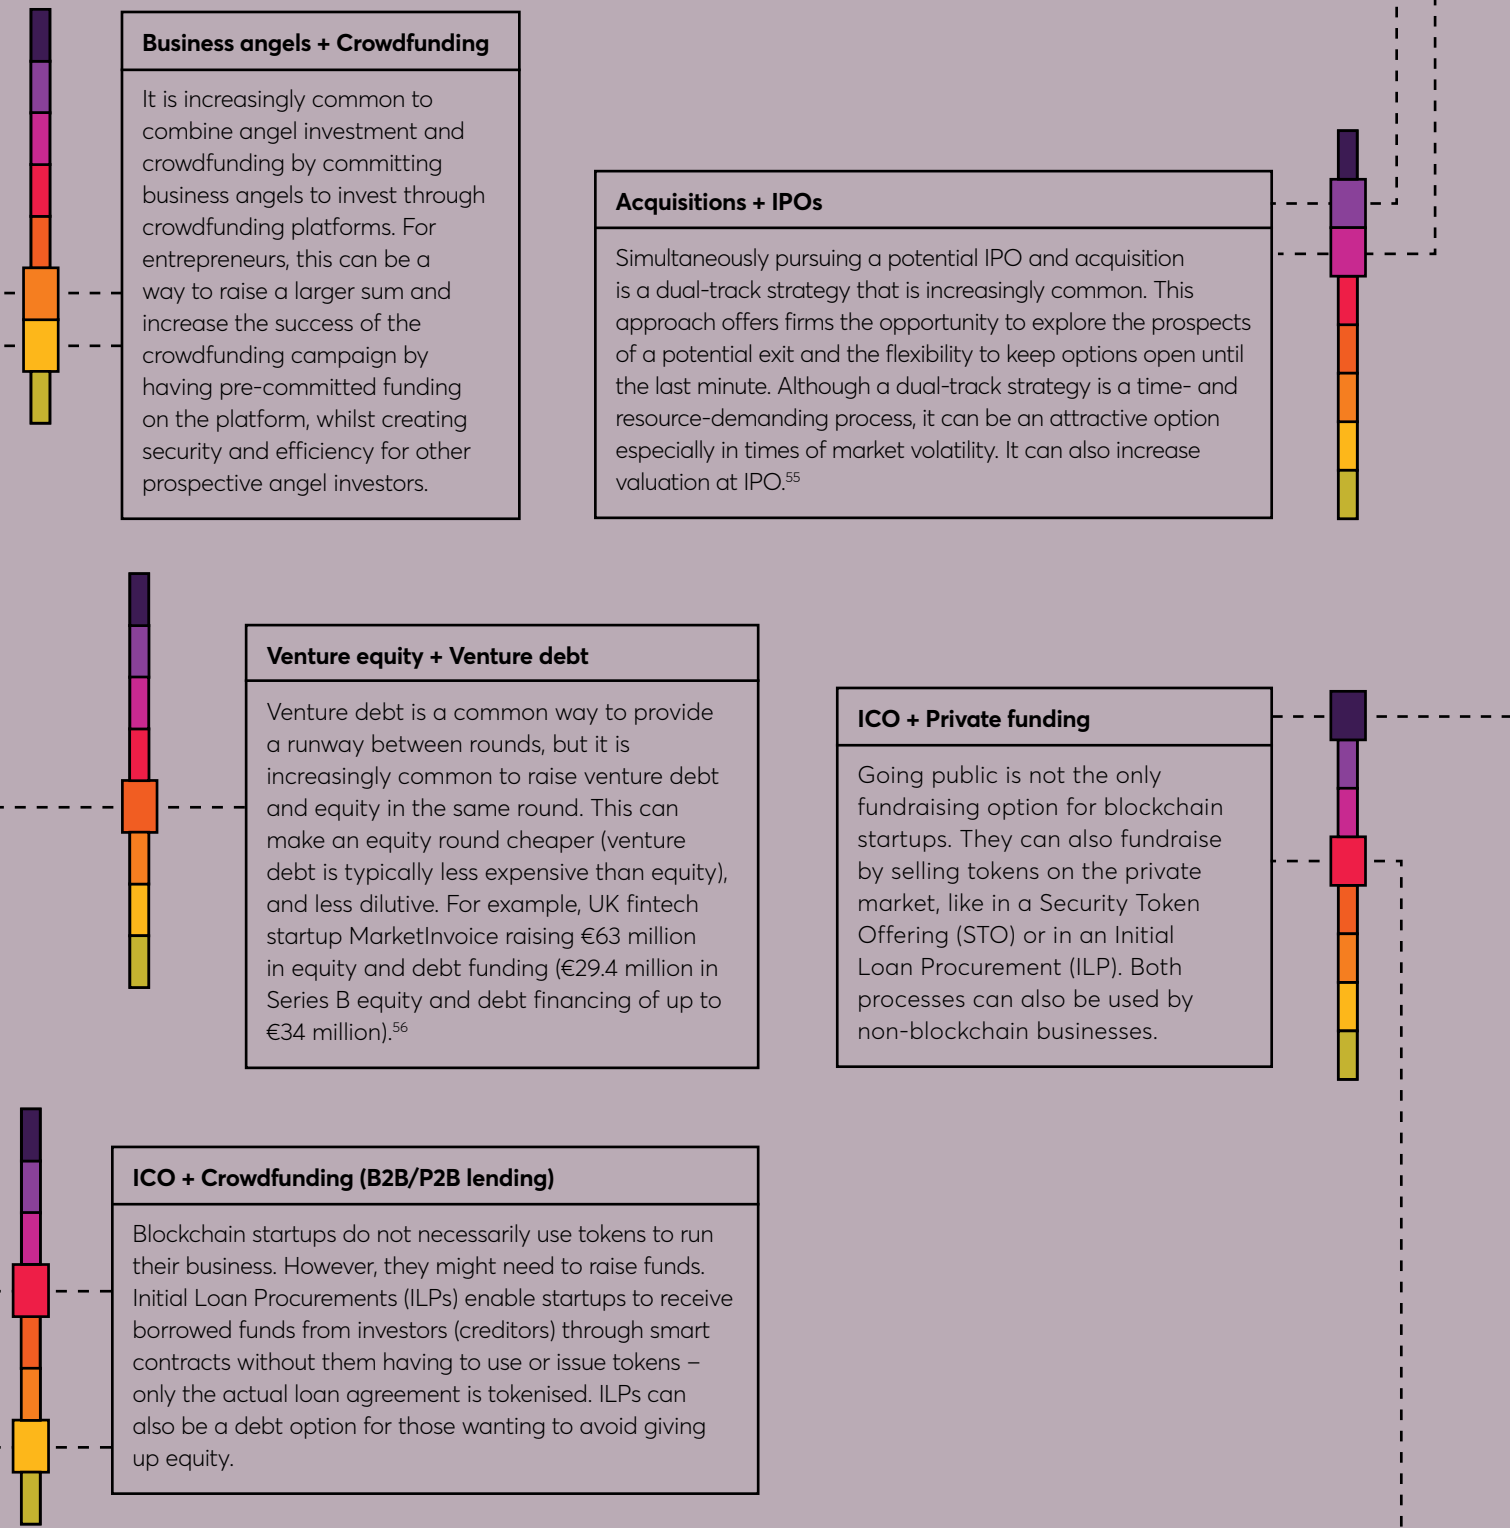 Business angels + Crowdfunding
It is increasingly common to
combine angel investment and
crowdfunding by committing
business angels to invest through
crowdfunding platforms. For
entrepreneurs, this can be a
way to raise a larger sum and
increase the success of the
crowdfunding campaign by
having pre-committed funding
on the platform, whilst creating
security and efficiency for other
prospective angel investors.
Acquisitions + IPOs
Simultaneously pursuing a potential IPO and acquisition
is a dual-track strategy that is increasingly common. This
approach offers firms the opportunity to explore the prospects
of a potential exit and the flexibility to keep options open until
the last minute. Although a dual-track strategy is a time- and
resource-demanding process, it can be an attractive option
especially in times of market volatility. It can also increase
valuation at IPO.55
Venture equity + Venture debt
Venture debt is a common way to provide
a runway between rounds, but it is
increasingly common to raise venture debt
and equity in the same round. This can
make an equity round cheaper (venture
debt is typically less expensive than equity),
and less dilutive. For example, UK fintech
startup MarketInvoice raising €63 million
in equity and debt funding (€29.4 million in
Series B equity and debt financing of up to
€34 million).56
ICO + Private funding
Going public is not the only
fundraising option for blockchain
startups. They can also fundraise
by selling tokens on the private
market, like in a Security Token
Offering (STO) or in an Initial
Loan Procurement (ILP). Both
processes can also be used by
non-blockchain businesses.
ICO + Crowdfunding (B2B/P2B lending)
Blockchain startups do not necessarily use tokens to run
their business. However, they might need to raise funds.
Initial Loan Procurements (ILPs) enable startups to receive
borrowed funds from investors (creditors) through smart
contracts without them having to use or issue tokens –
only the actual loan agreement is tokenised. ILPs can
also be a debt option for those wanting to avoid giving
up equity.